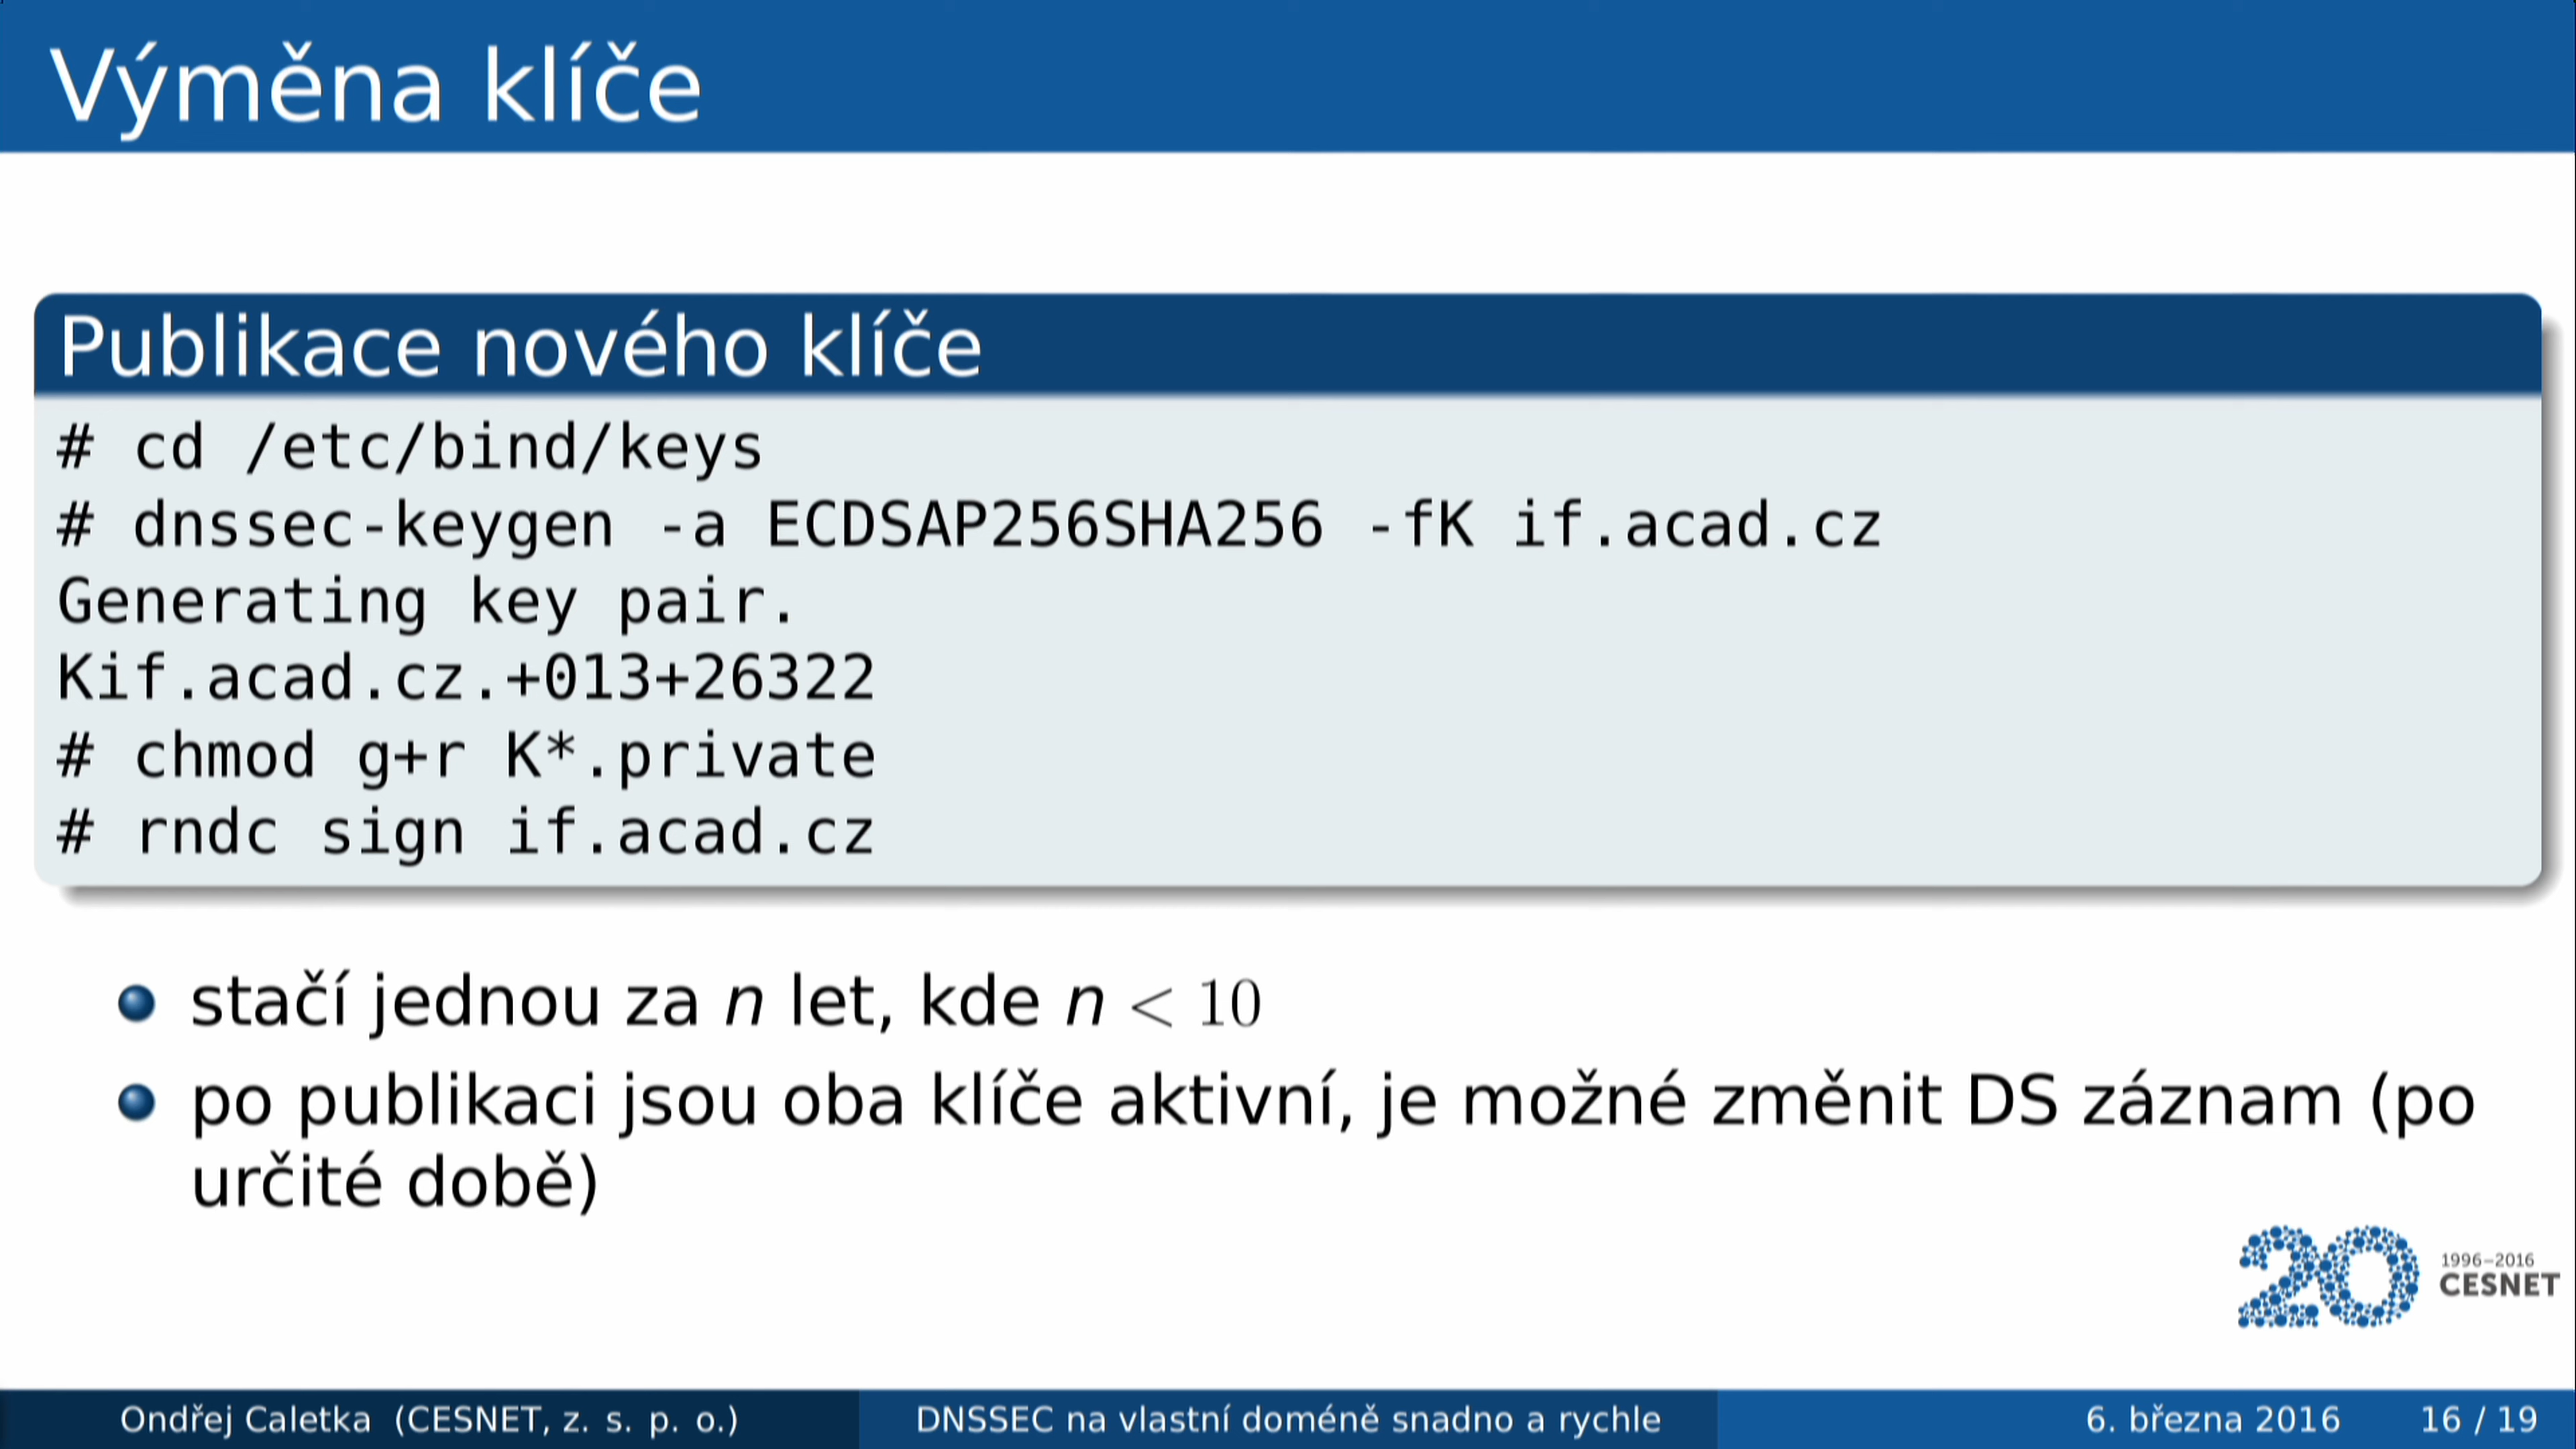 Výměna klíče
Publikace nového klíče
# cd /etc/bind/keys
# dnssec-keygen -a ECDSAP256SHA256 -fK if.acad.cz
Generating key pair.
Kif.acad.cz.+013+26322
# chmod g+r K*.private
# rndc sign if.acad.cz
stačí jednou za n let, kde n < 10
po publikaci jsou oba klíče aktivní, je možné změnit DS záznam (po
určité době)
20
1996–2016
CESNET
Ondřej Caletka (CESNET, z. s. p. o.) DNSSEC na vlastní doméně snadno a rychle 6. března 2016 16 / 19